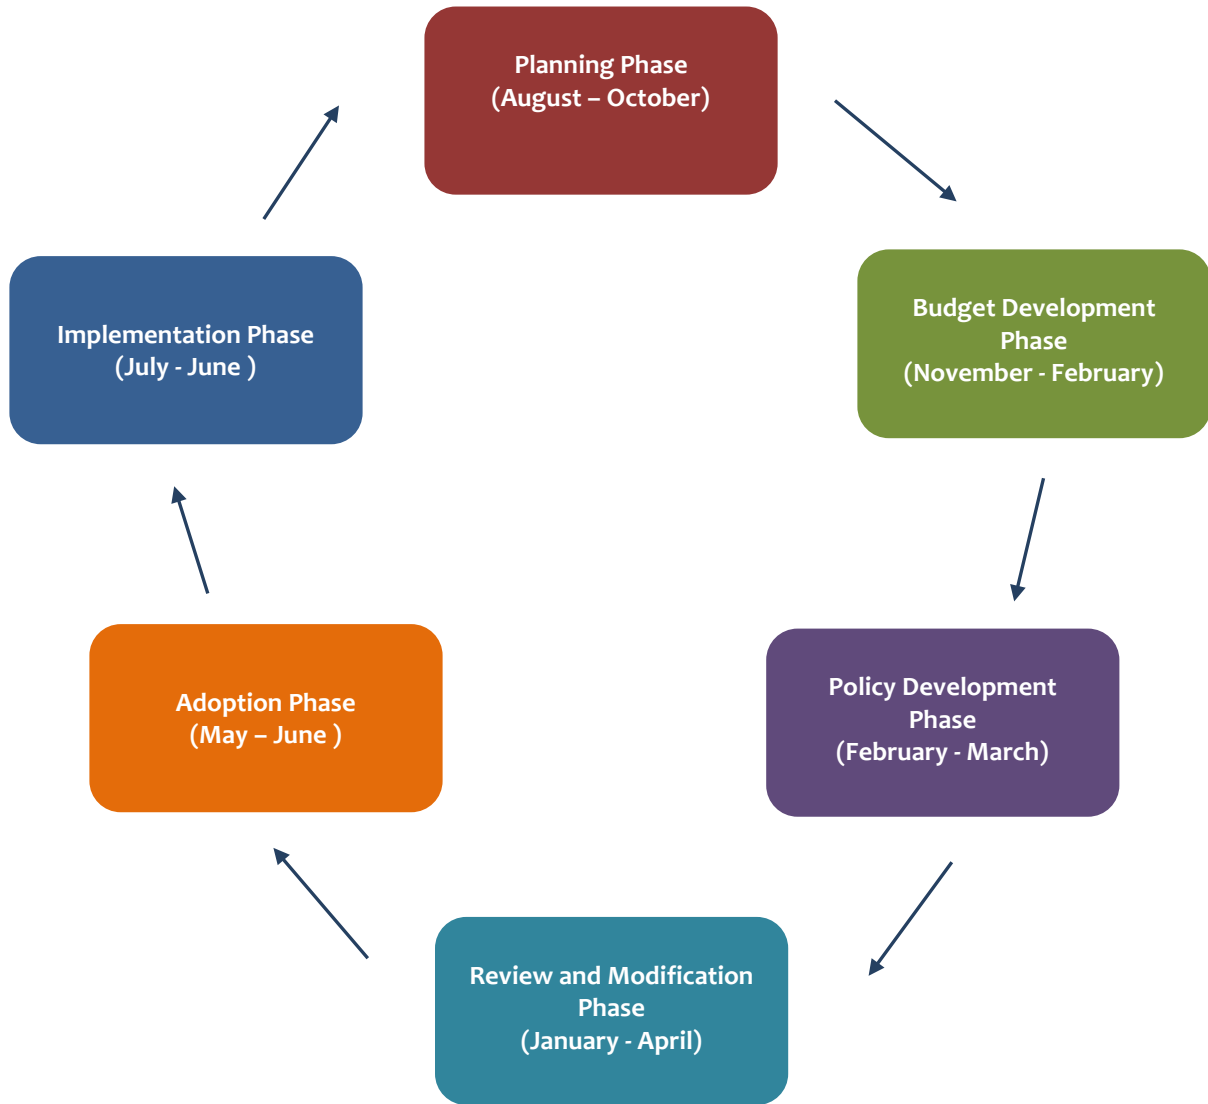 Planning Phase
(August – October)
Budget Development
Phase
(November - February)
Policy Development
Phase
(February - March)
Review and Modification
Phase
(January - April)
Adoption Phase
(May – June )
Implementation Phase
(July - June )